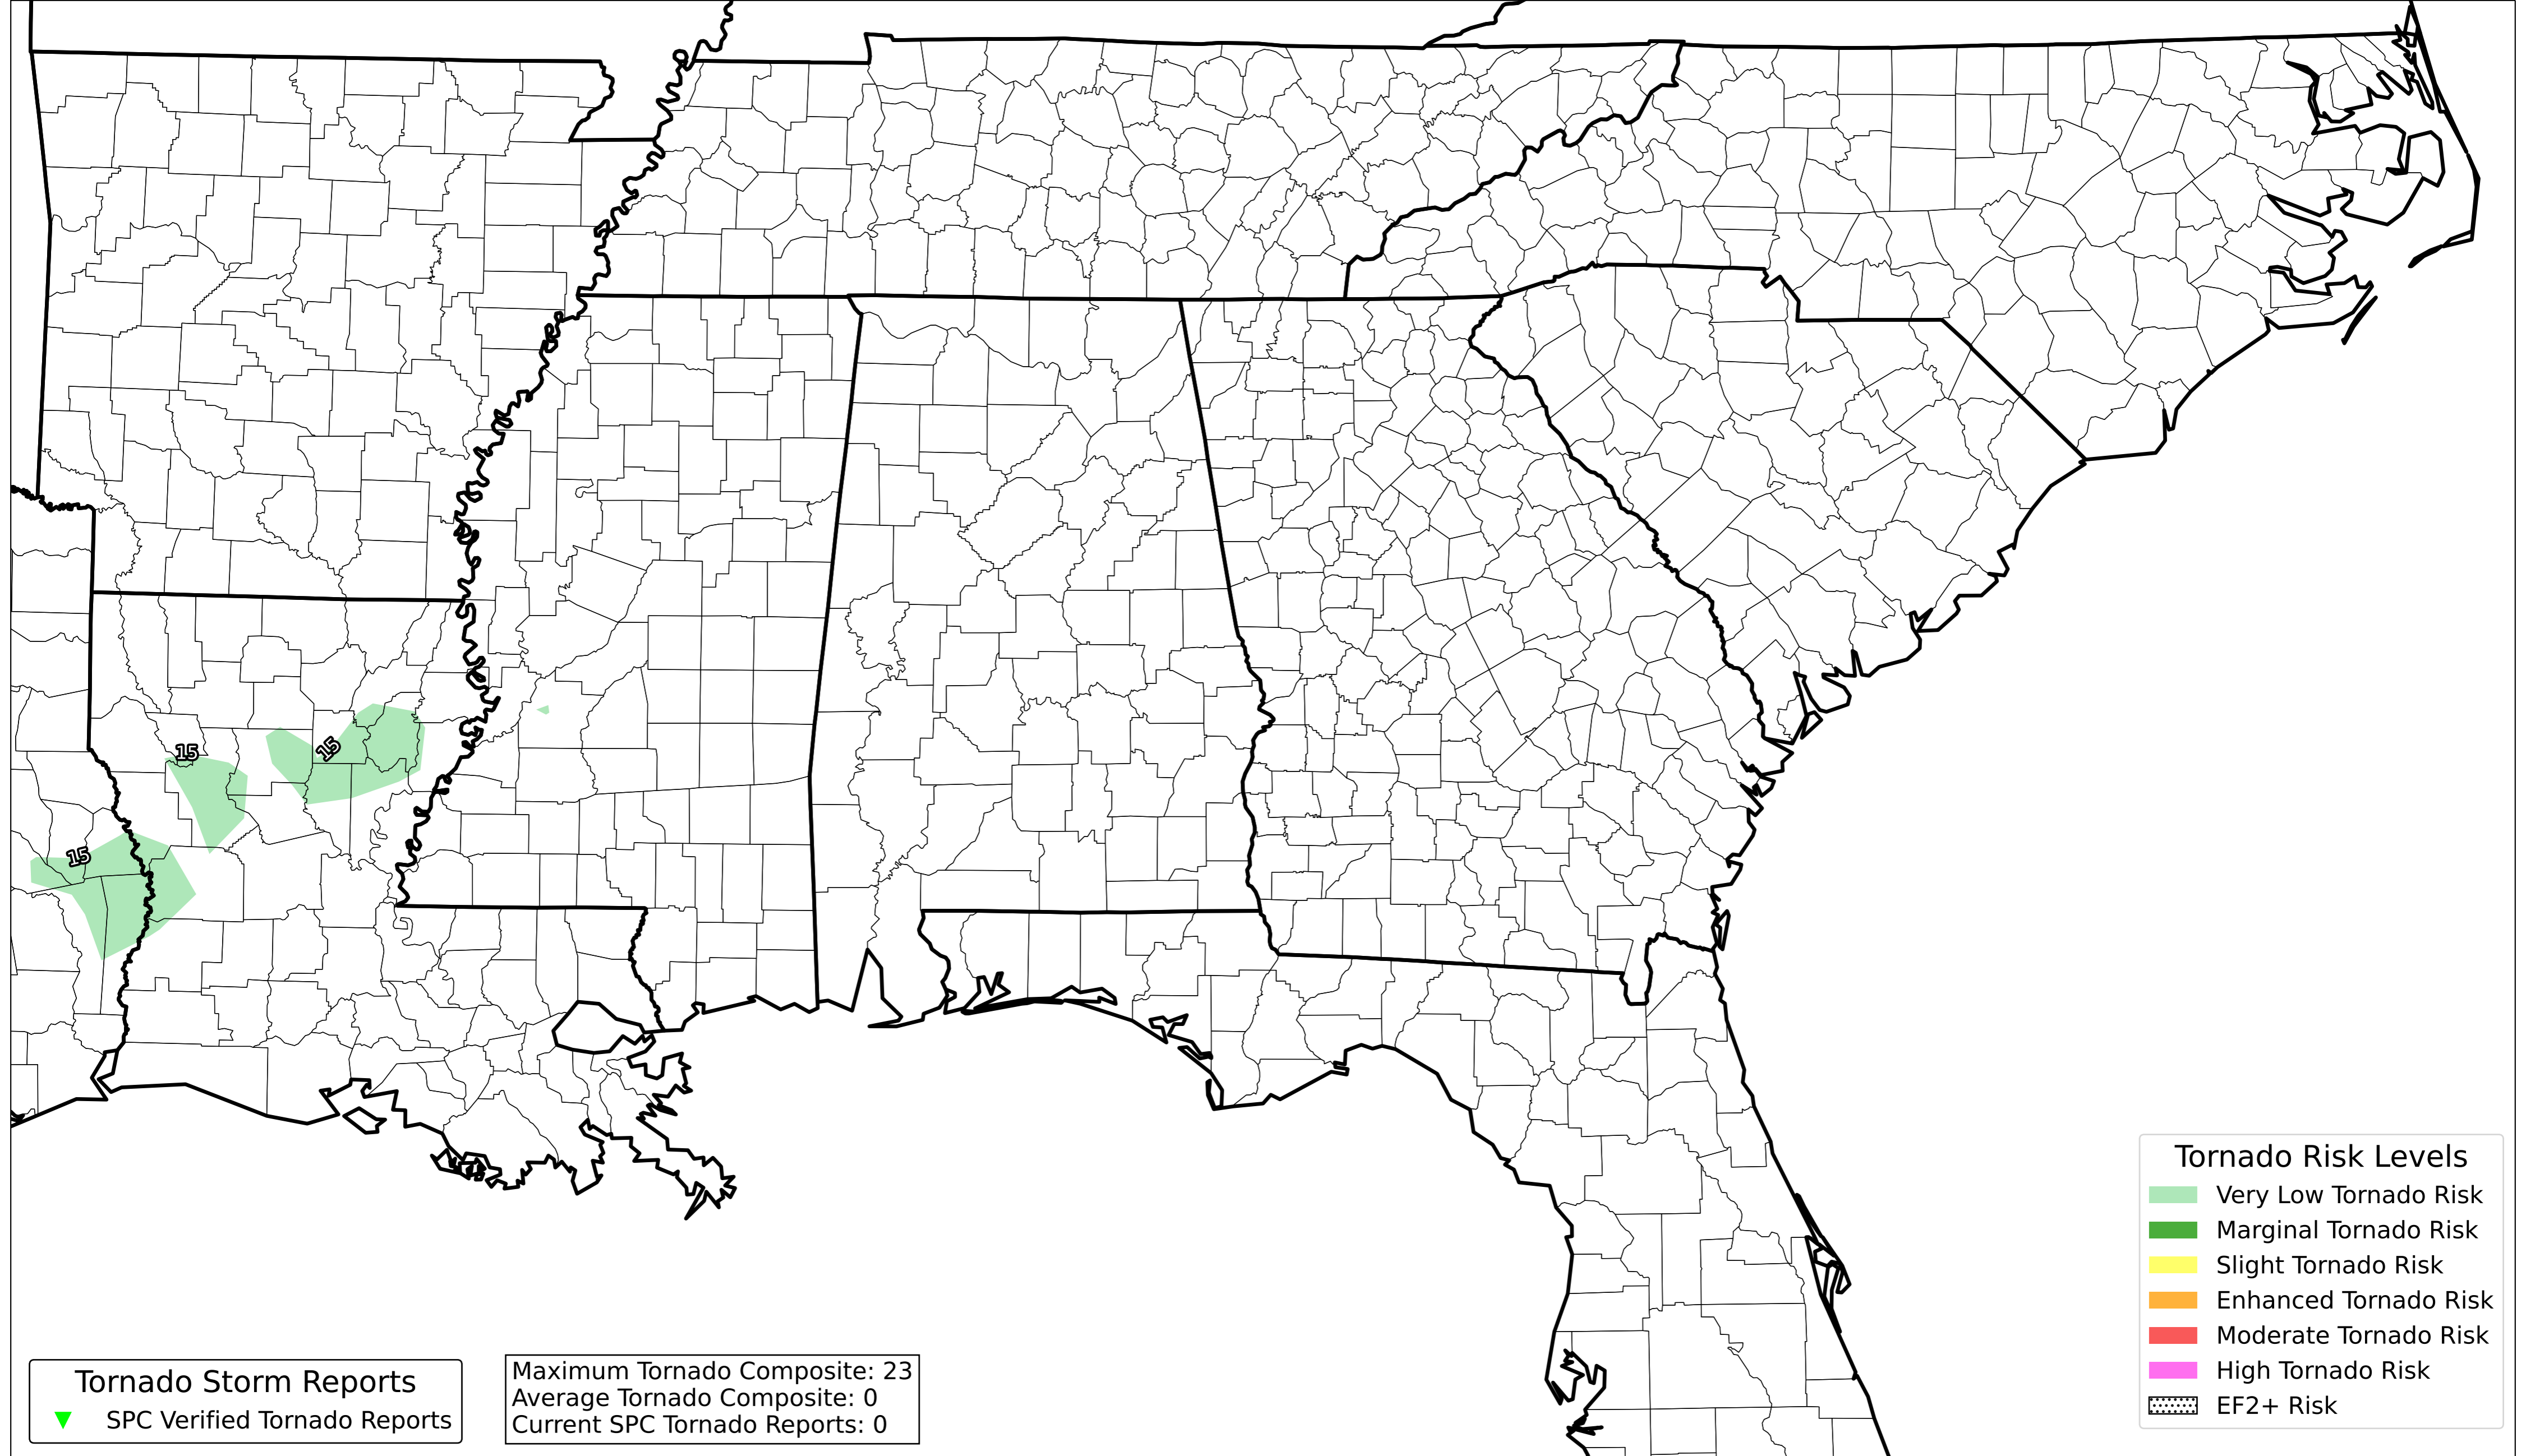 15
15
15
Tornado Risk Levels
Very Low Tornado Risk
Marginal Tornado Risk
Slight Tornado Risk
Enhanced Tornado Risk
Moderate Tornado Risk
High Tornado Risk
EF2+ Risk
Tornado Storm Reports
SPC Verified Tornado Reports
Maximum Tornado Composite: 23
Average Tornado Composite: 0
Current SPC Tornado Reports: 0